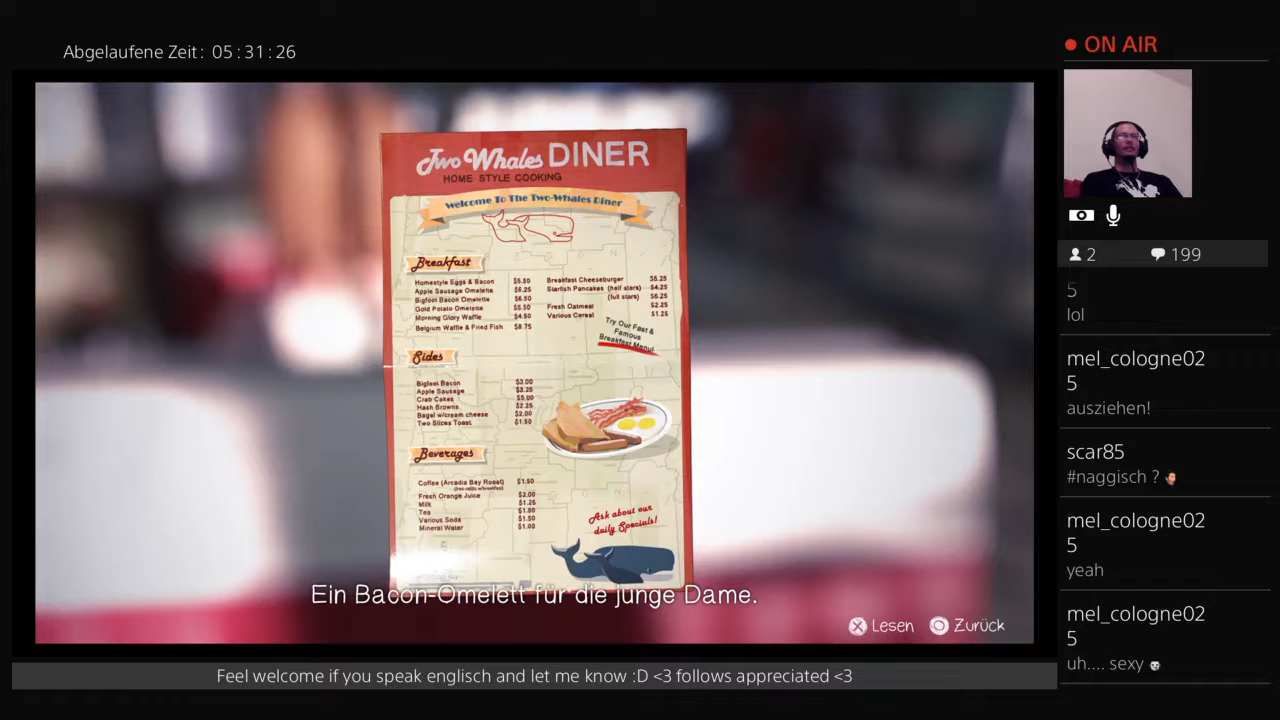 Abgelaufene Zeit: 05:31:26
ON AIR
Two Whales DINER
HOME STYLE COOKING
Welcome To The Two-Whales Diner
Breakfast
Homestyle Eggs & Bacon $5.50
Apple Sausage Omelette $6.25
Bigfoot Bacon Omelette $6.50
Gold Potato Omelette $5.50
Morning Glory Waffle $4.50
Belgium Waffle & Fried Fish $8.75
Breakfast Cheeseburger $5.25
Starfish Pancakes (half stars) $4.25
(full stars) $6.25
Fresh Oatmeal $2.25
Various Cereal $1.25
Try Our Fast &
Famous
Breakfast Menu!
Sides
Bigfoot Bacon $3.00
Apple Sausage $3.25
Crab Cakes $5.00
Hash Browns $2.25
Bagel w/cream cheese $2.00
Two Slices Toast $1.50
Beverages
Coffee (Arcadia Bay Roast) $1.50
Fresh Orange Juice $2.00
Milk $1.25
Tea $1.00
Various Soda $1.50
Mineral Water $1.00
Ask about our
daily Specials!
Ein Bacon-Omelett für die junge Dame.
Lesen Zurück
Feel welcome if you speak englisch and let me know :D <3 follows appreciated <3
2 199
5
lol
mel_cologne02
5
ausziehen!
scar85
#naggisch ?
mel_cologne02
5
yeah
mel_cologne02
5
uh.... sexy